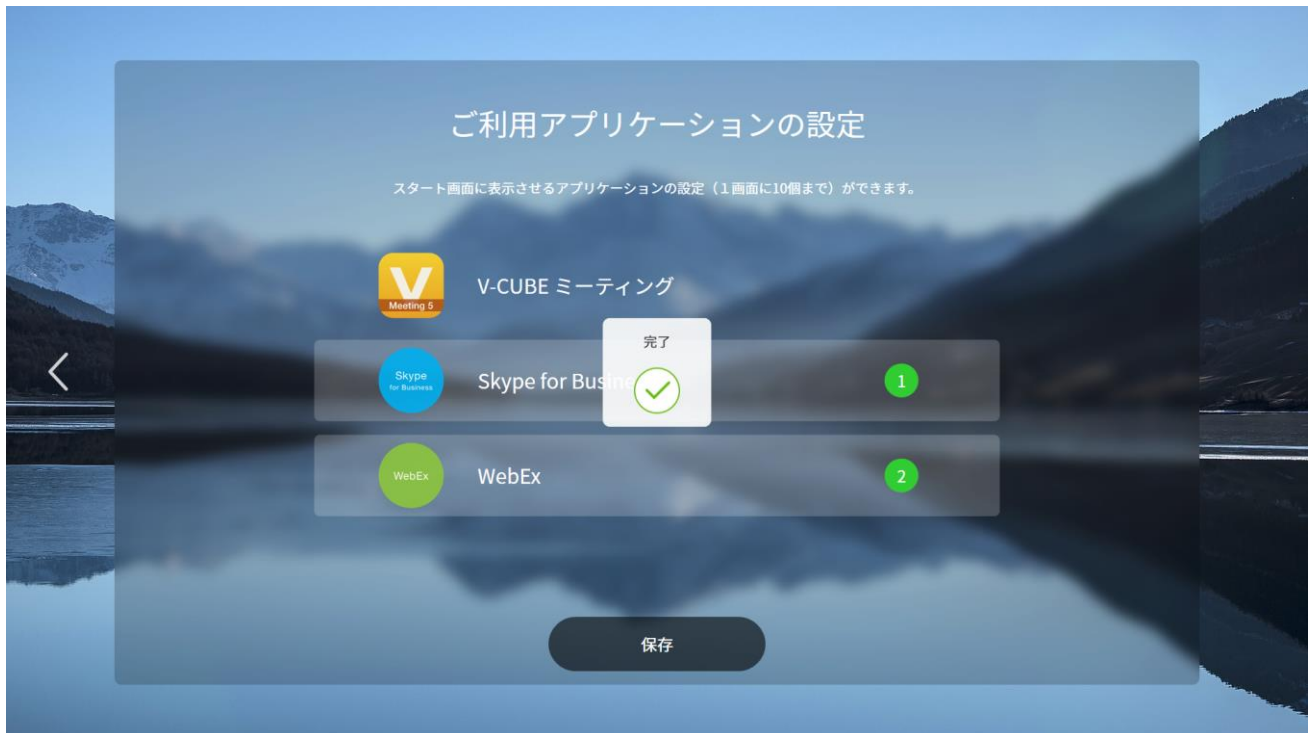 ご利用アプリケーションの設定
スタート画面に表示させるアプリケーションの設定（１画面に10個まで）ができます。
V
Meeting 5
V-CUBE ミーティング
完了
Skype
for Business
Skype for Busine
1
WebEx
WebEx
2
保存